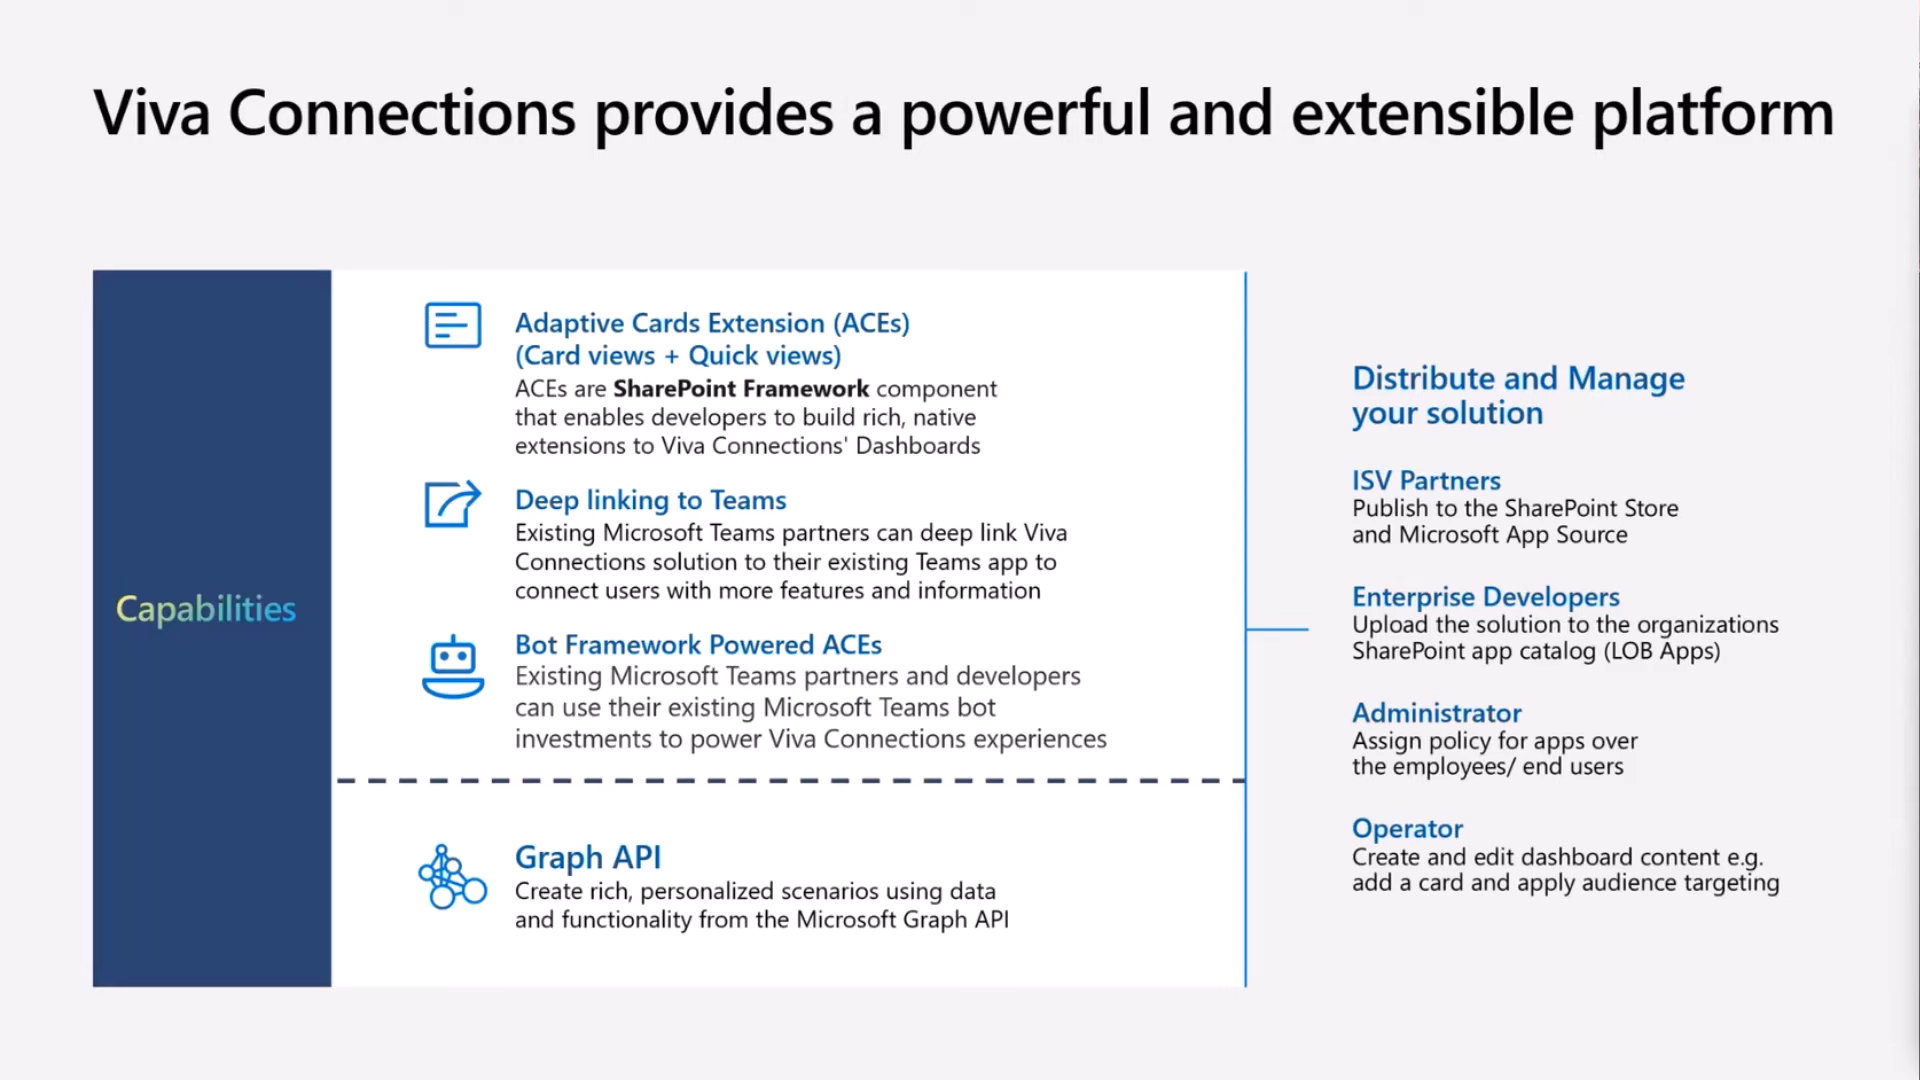 Viva Connections provides a powerful and extensible platform
Capabilities
Adaptive Cards Extension (ACEs)
(Card views + Quick views)
ACEs are SharePoint Framework component
that enables developers to build rich, native
extensions to Viva Connections' Dashboards
Deep linking to Teams
Existing Microsoft Teams partners can deep link Viva
Connections solution to their existing Teams app to
connect users with more features and information
Bot Framework Powered ACEs
Existing Microsoft Teams partners and developers
can use their existing Microsoft Teams bot
investments to power Viva Connections experiences
Graph API
Create rich, personalized scenarios using data
and functionality from the Microsoft Graph API
Distribute and Manage
your solution
ISV Partners
Publish to the SharePoint Store
and Microsoft App Source
Enterprise Developers
Upload the solution to the organizations
SharePoint app catalog (LOB Apps)
Administrator
Assign policy for apps over
the employees/ end users
Operator
Create and edit dashboard content e.g.
add a card and apply audience targeting